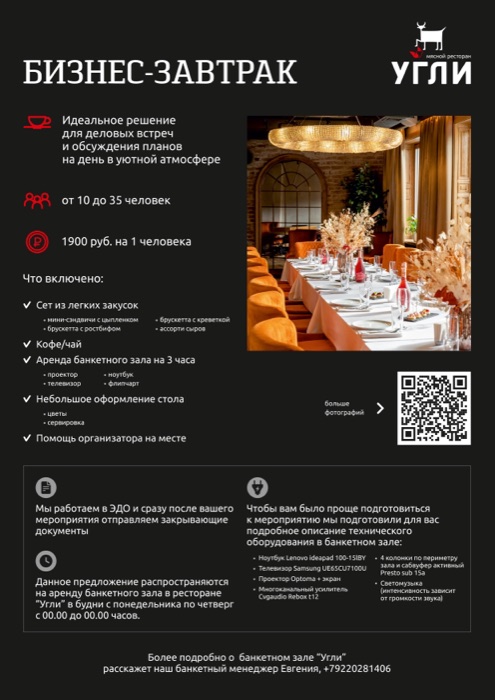 мясной ресторан
УГЛИ
БИЗНЕС-ЗАВТРАК
Идеальное решение
для деловых встреч
и обсуждения планов
на день в уютной атмосфере
от 10 до 35 человек
1900 руб. на 1 человека
Что включено:
✓ Сет из легких закусок
• мини-сэндвичи с цыпленком
• брускетта с ростбифом
• брускетта с креветкой
• ассорти сыров
✓ Кофе/чай
✓ Аренда банкетного зала на 3 часа
• проектор
• телевизор
• ноутбук
• флипчарт
✓ Небольшое оформление стола
• цветы
• сервировка
✓ Помощь организатора на месте
больше
фотографий
Мы работаем в ЭДО и сразу после вашего
мероприятия отправляем закрывающие
документы
Данное предложение распространяются
на аренду банкетного зала в ресторане
“Угли” в будни с понедельника по четверг
с 00.00 до 00.00 часов.
Чтобы вам было проще подготовиться
к мероприятию мы подготовили для вас
подробное описание технического
оборудования в банкетном зале:
• Ноутбук Lenovo ideapad 100-15IBY
• Телевизор Samsung UE65CU7100U
• Проектор Optoma + экран
• Многоканальный усилитель
Cvgaudio Rebox t12
• 4 колонки по периметру
зала и сабвуфер активный
Presto sub 15a
• Светомузыка
(интенсивность зависит
от громкости звука)
Более подробно о банкетном зале “Угли”
расскажет наш банкетный менеджер Евгения, +79220281406